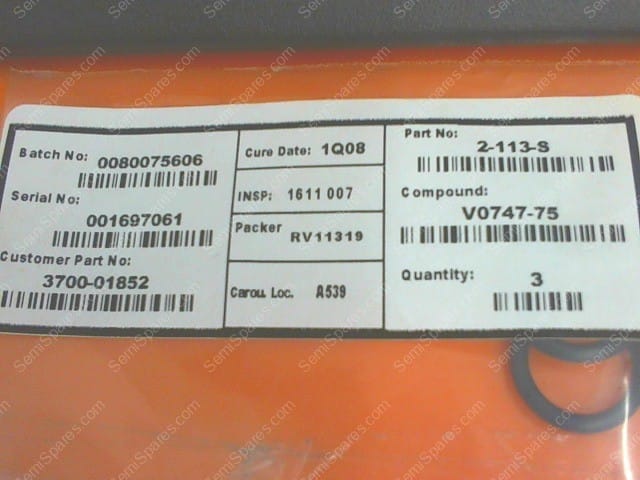 Batch No: 0080075606
Serial No:
001697061
Customer Part No:
3700-01852
Cure Date: 1Q08
INSP: 1611 007
Packer RV11319
Carou. Loc. A539
Part No:
2-113-S
Compound:
V0747-75
Quantity: 3
SemiSpares.com